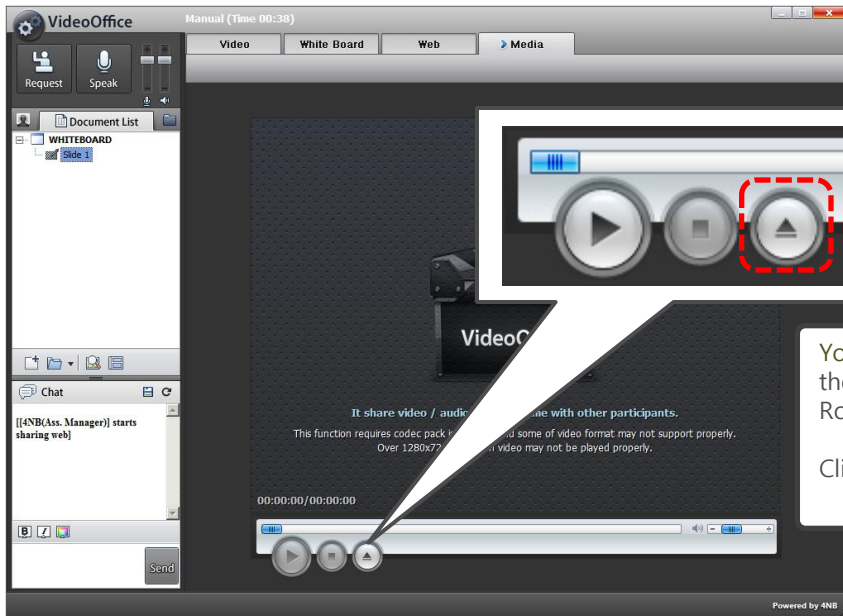 VideoOffice
Manual (Time 00:38)
Video
White Board
Web
Media
Request
Speak
Document List
WHITEBOARD
Slide 1
It share video / audio me with other participants.
This function requires codec pack i d some of video format may not support properly.
Over 1280x72 video may not be played properly.
00:00:00/00:00:00
Chat
[[4NB(Ass. Manager)] starts
sharing web]
B
Send
Powered by 4NB
Yo
the
Ro
Cli